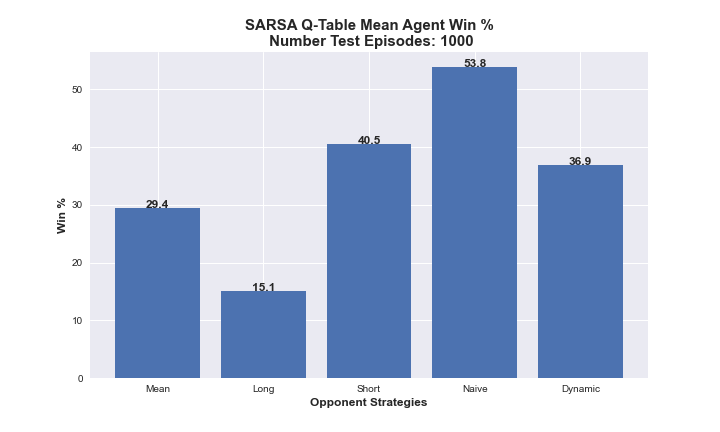 SARSA Q-Table Mean Agent Win %
Number Test Episodes: 1000
Win %
50
40
30
20
10
0
29.4
15.1
40.5
53.8
36.9
Mean
Long
Short
Naive
Dynamic
Opponent Strategies